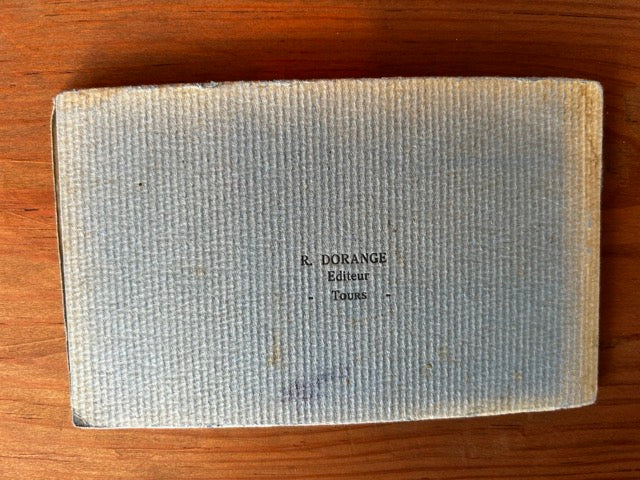 R. DORANGE
Editeur
- TOURS -